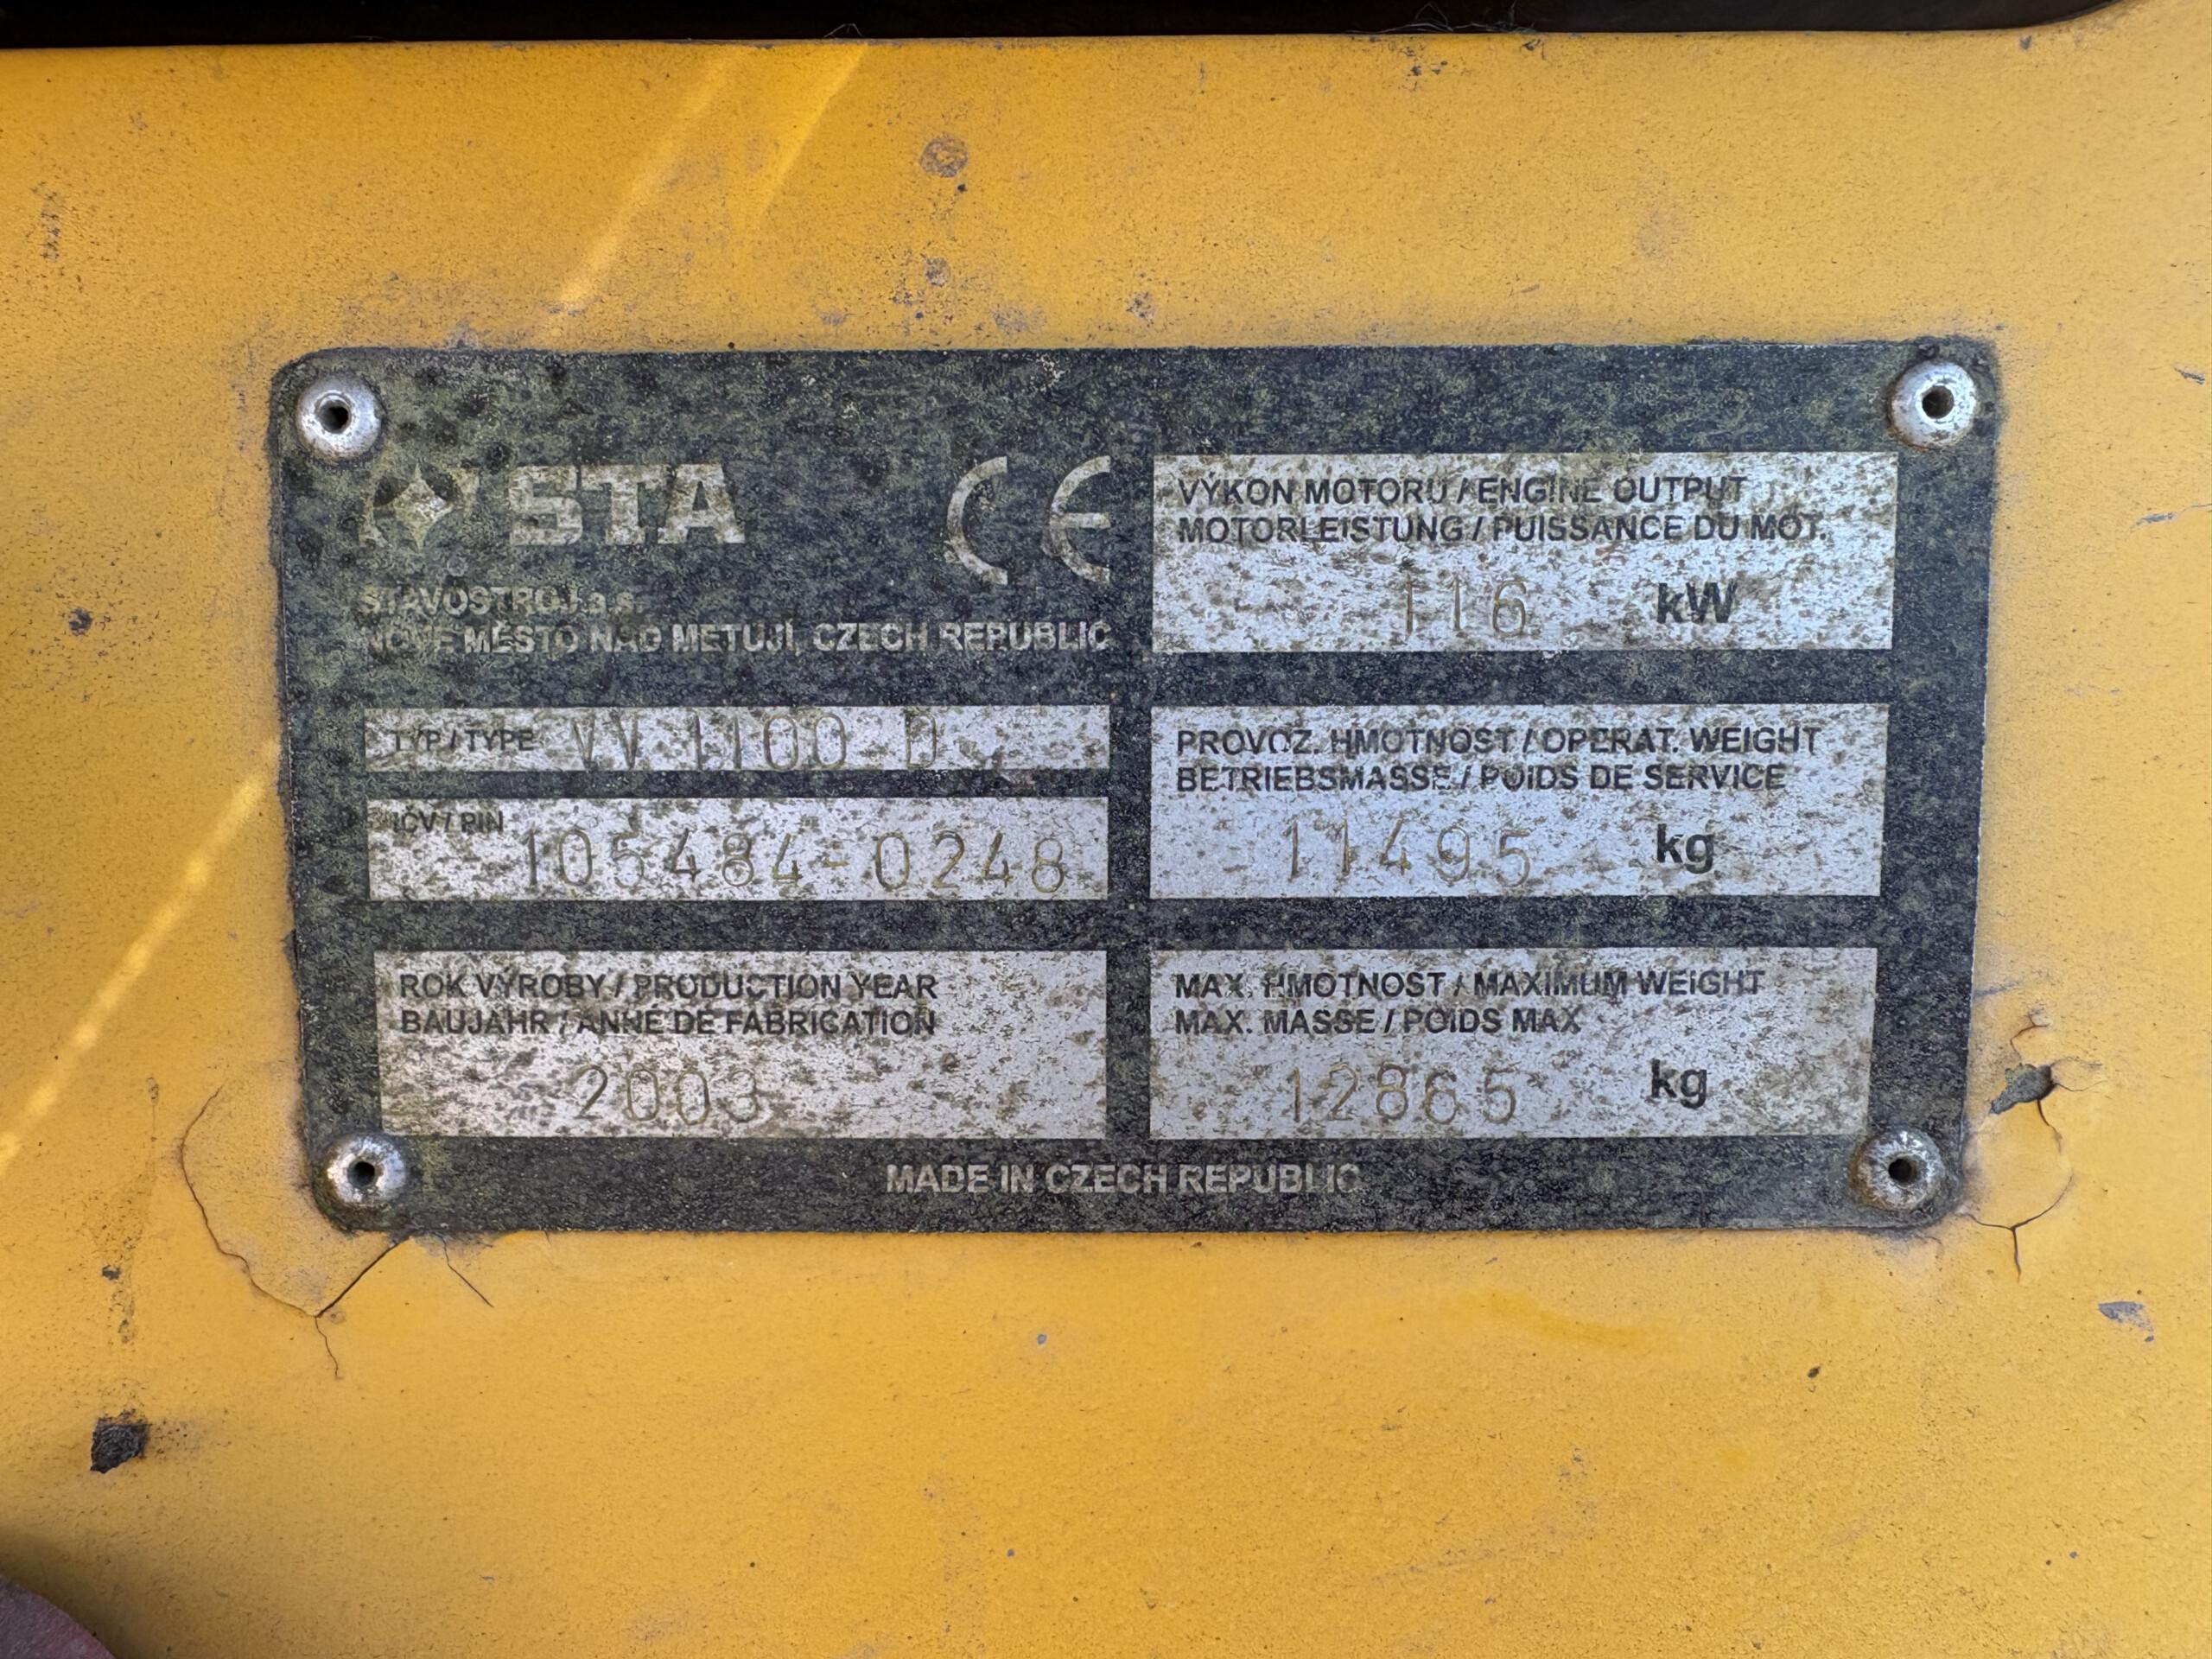 STA
CE
STAVOSTROJ a.s.
NOVÉ MĚSTO NAD METUJÍ, CZECH REPUBLIC
TYP / TYPE VV 1100 D
IČV / PIN
105484-0248
ROK VÝROBY / PRODUCTION YEAR
BAUJAHR / ANNÉ DE FABRICATION
2003
VÝKON MOTORU / ENGINE OUTPUT
MOTORLEISTUNG / PUISSANCE DU MOT.
116 kW
PROVOZ. HMOTNOST / OPERAT. WEIGHT
BETRIEBSMASSE / POIDS DE SERVICE
11495 kg
MAX. HMOTNOST / MAXIMUM WEIGHT
MAX. MASSE / POIDS MAX
12865 kg
MADE IN CZECH REPUBLIC